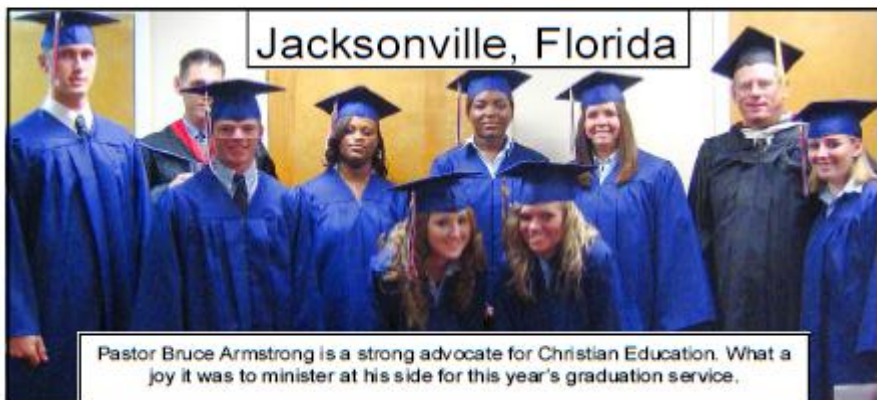 Jacksonville, Florida
Pastor Bruce Armstrong is a strong advocate for Christian Education. What a
joy it was to minister at his side for this year's graduation service.